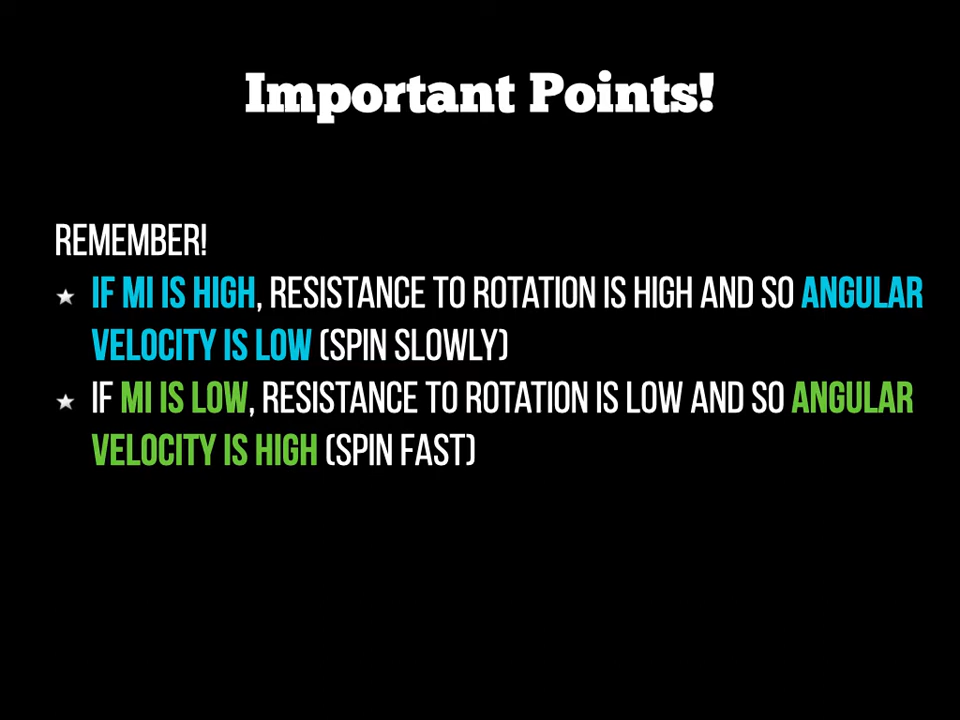 Important Points!
REMEMBER!
★ IF MI IS HIGH, RESISTANCE TO ROTATION IS HIGH AND SO ANGULAR
VELOCITY IS LOW (SPIN SLOWLY)
★ IF MI IS LOW, RESISTANCE TO ROTATION IS LOW AND SO ANGULAR
VELOCITY IS HIGH (SPIN FAST)